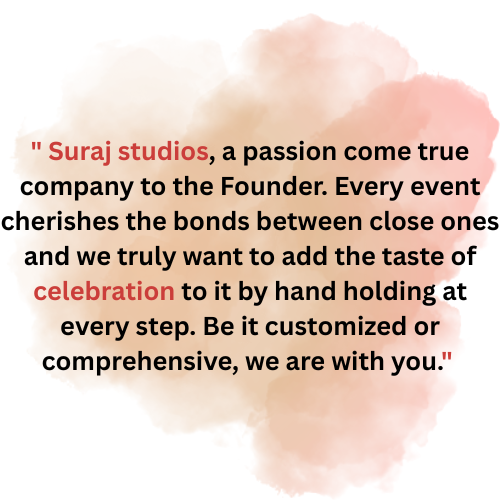 " Suraj studios, a passion come true
company to the Founder. Every event
cherishes the bonds between close ones
and we truly want to add the taste of
celebration to it by hand holding at
every step. Be it customized or
comprehensive, we are with you."